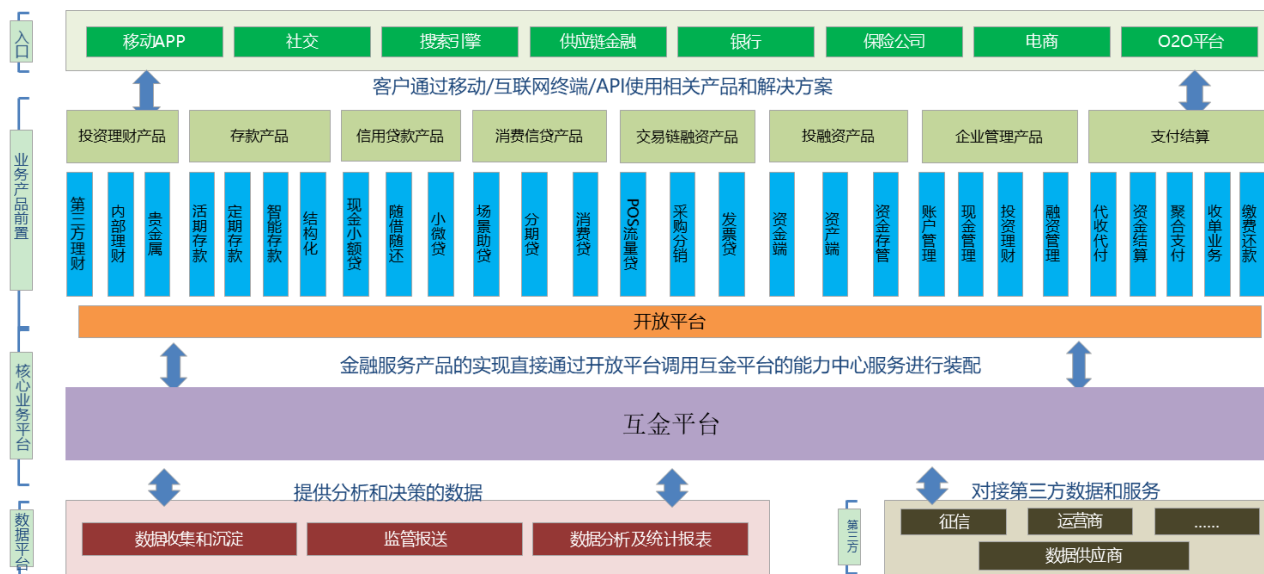 入口
移动APP
社交
搜索引擎
供应链金融
银行
保险公司
电商
O2O平台
客户通过移动/互联网终端/API使用相关产品和解决方案
业务产品前置
投资理财产品
存款产品
信用贷款产品
消费信贷产品
交易链融资产品
投融资产品
企业管理产品
支付结算
第三方理财
内部理财
贵金属
活期存款
定期存款
智能存款
结构化
现金小额贷
随借随还
小微贷
场景助贷
分期贷
消费贷
POS流量贷
采购分销
发票贷
资金端
资产端
资金存管
账户管理
现金管理
投资理财
融资管理
代收代付
资金结算
聚合支付
收单业务
缴费还款
开放平台
核心业务平台
金融服务产品的实现直接通过开放平台调用互金平台的能力中心服务进行装配
互金平台
提供分析和决策的数据
对接第三方数据和服务
数据平台
数据收集和沉淀
监管报送
数据分析及统计报表
第三方
征信
运营商
......
数据供应商